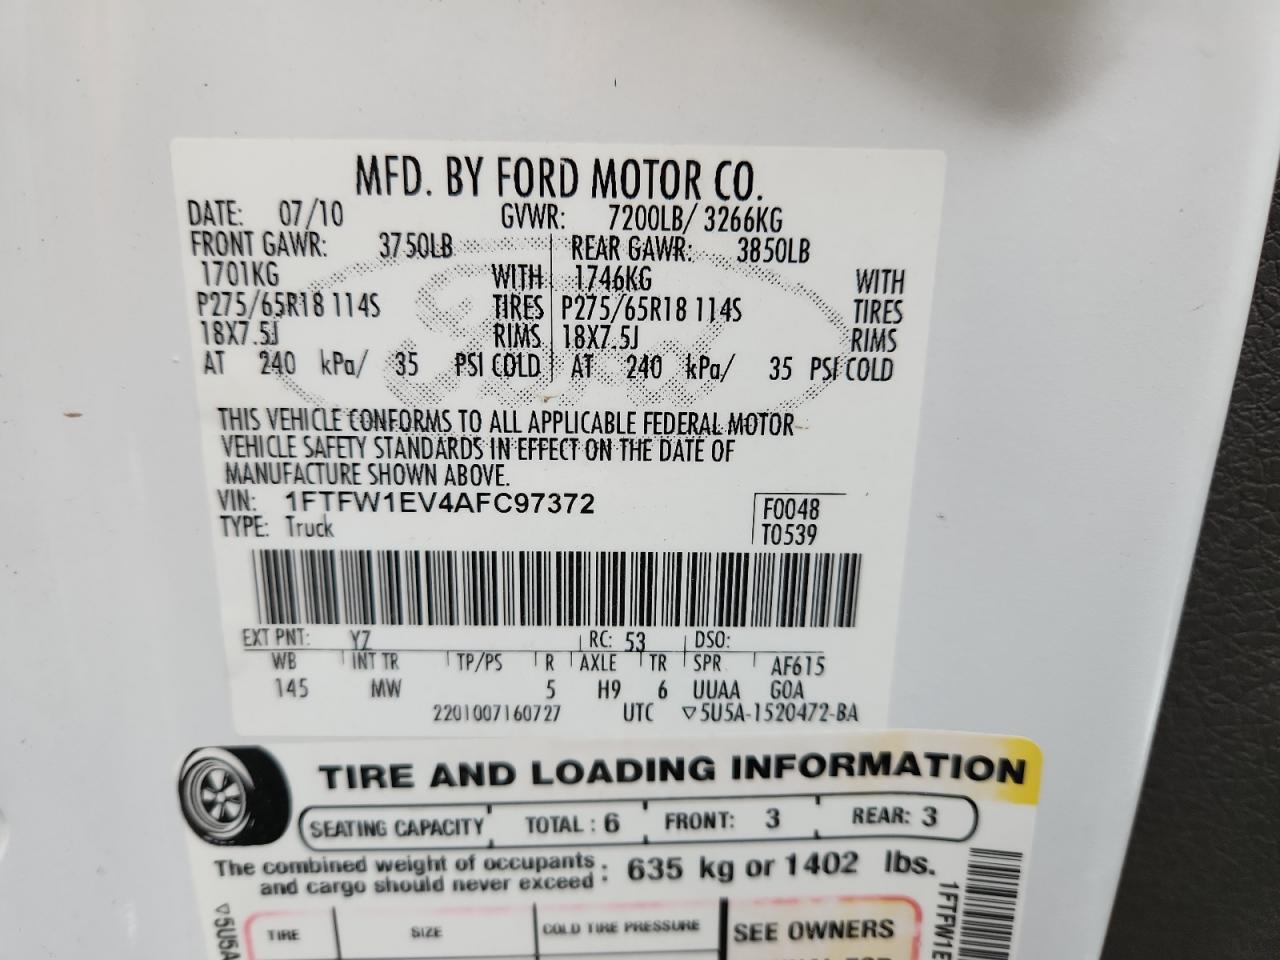 MFD. BY FORD MOTOR CO.
DATE: 07/10 GVWR: 7200LB/ 3266KG
FRONT GAWR: 3750LB REAR GAWR: 3850LB
1701KG WITH 1746KG WITH
P275/65R18 114S TIRES P275/65R18 114S TIRES
18X7.5J RIMS 18X7.5J RIMS
AT 240 kPa/ 35 PSI COLD AT 240 kPa/ 35 PSI COLD
THIS VEHICLE CONFORMS TO ALL APPLICABLE FEDERAL MOTOR
VEHICLE SAFETY STANDARDS IN EFFECT ON THE DATE OF
MANUFACTURE SHOWN ABOVE.
VIN: 1FTFW1EV4AFC97372 F0048
TYPE: Truck T0539
EXT PNT: YZ RC: 53 DSO:
WB INT TR TP/PS R AXLE TR SPR AF615
145 MW 5 H9 6 UUAA GOA
2201007160727 UTC ▽5U5A-1520472-BA
TIRE AND LOADING INFORMATION
SEATING CAPACITY TOTAL : 6 FRONT: 3 REAR: 3
The combined weight of occupants : 635 kg or 1402 lbs.
and cargo should never exceed :
TIRE SIZE COLD TIRE PRESSURE SEE OWNERS
▽5U5A
1FTFW1E